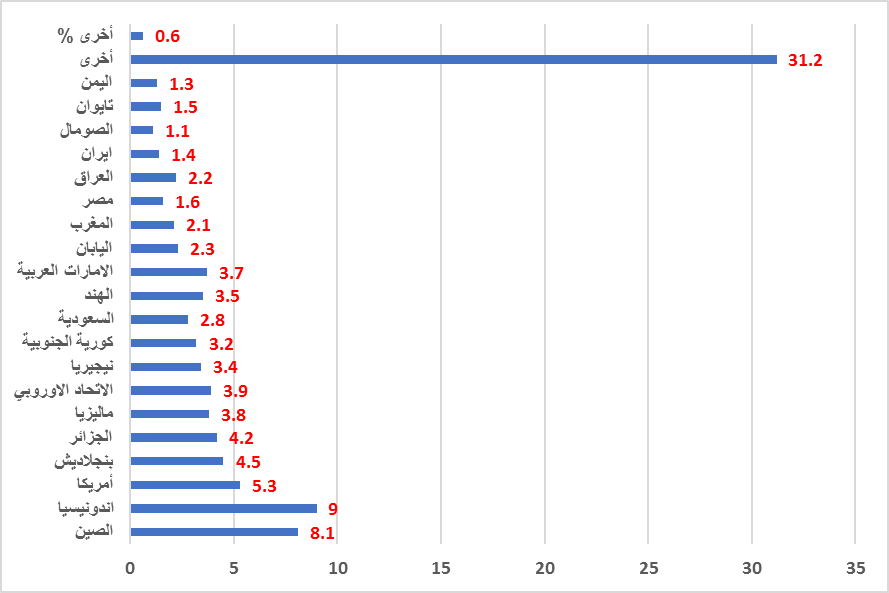 أخرى % 0.6
أخرى 31.2
اليمن 1.3
تايوان 1.5
الصومال 1.1
ايران 1.4
العراق 2.2
مصر 1.6
المغرب 2.1
اليابان 2.3
الامارات العربية 3.7
الهند 3.5
السعودية 2.8
كورية الجنوبية 3.2
نيجيريا 3.4
الاتحاد الاوروبي 3.9
ماليزيا 3.8
الجزائر 4.2
بنجلاديش 4.5
أمريكا 5.3
اندونيسيا 9
الصين 8.1
0 5 10 15 20 25 30 35